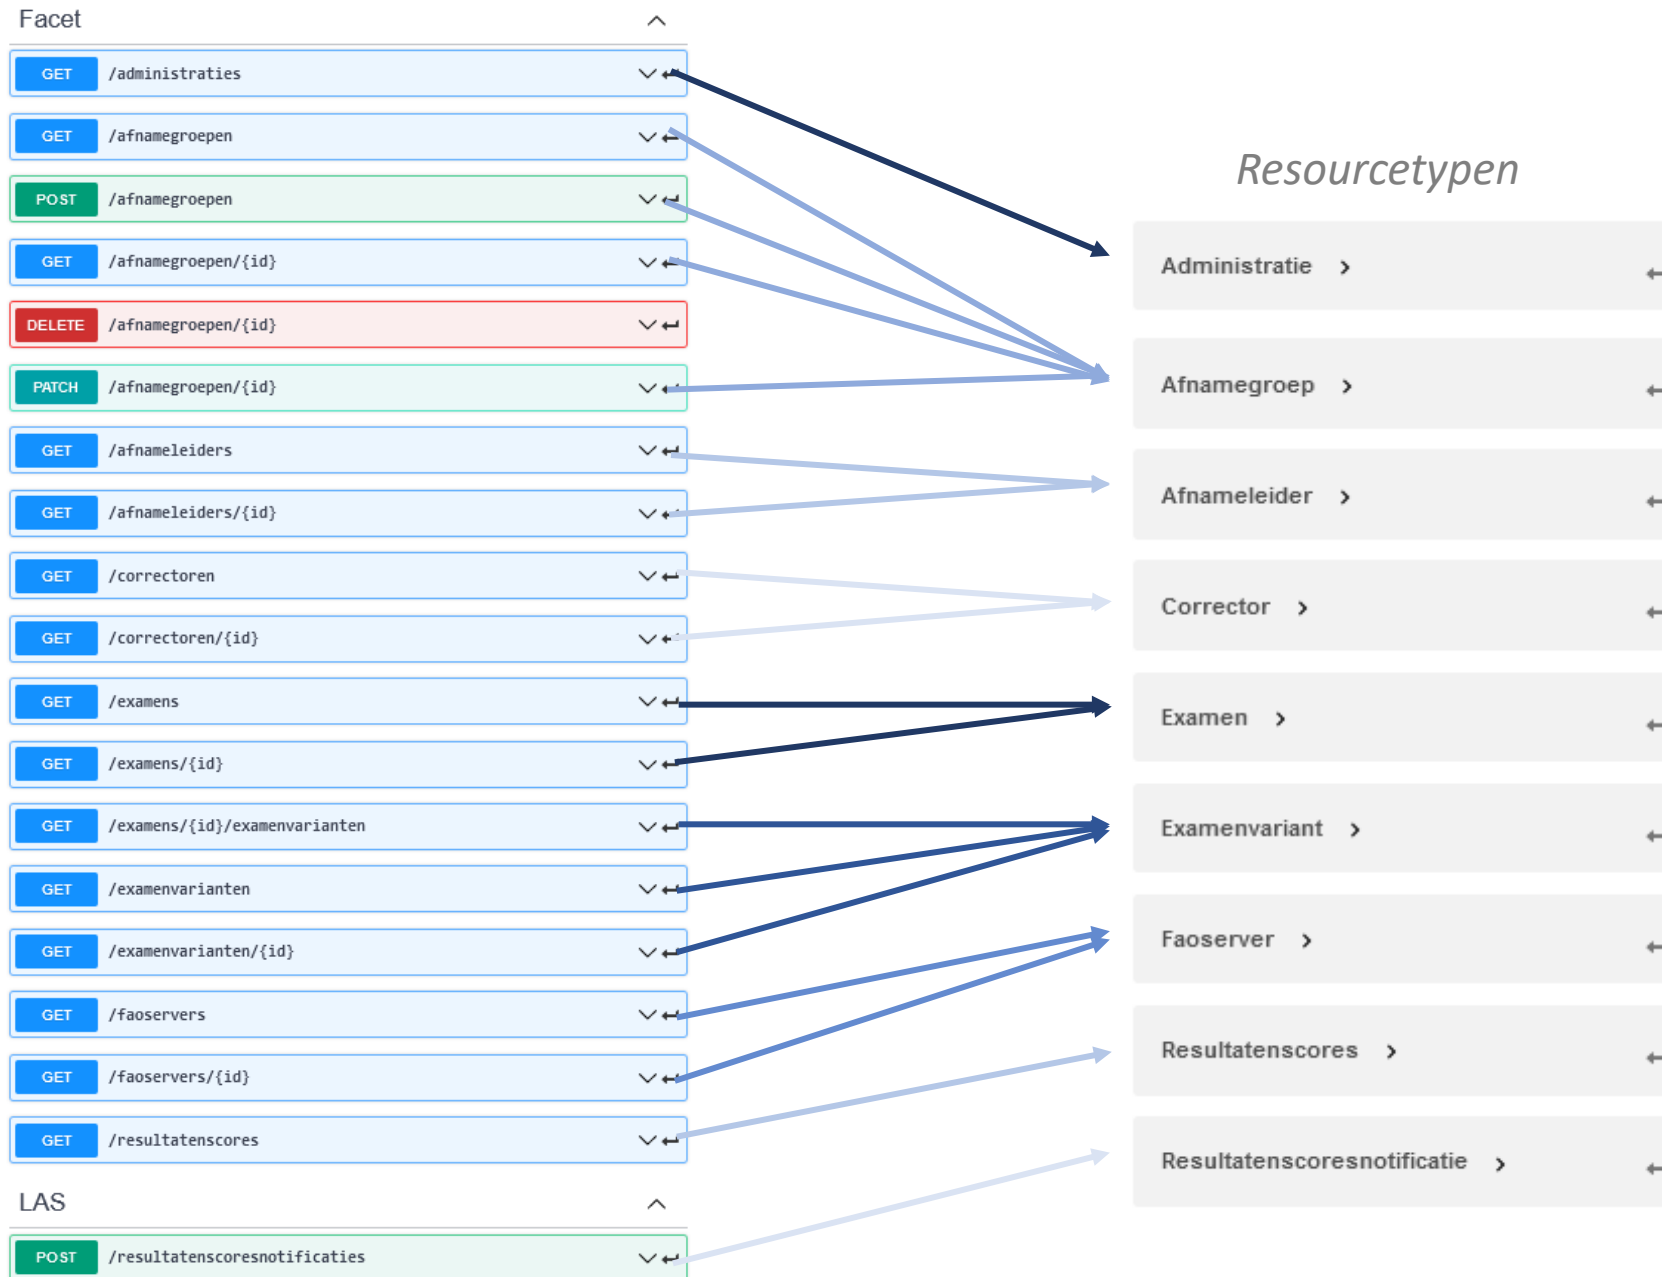 Facet
GET /administraties
GET /afnamegroepen
POST /afnamegroepen
GET /afnamegroepen/{id}
DELETE /afnamegroepen/{id}
PATCH /afnamegroepen/{id}
GET /afnameleiders
GET /afnameleiders/{id}
GET /correctoren
GET /correctoren/{id}
GET /examens
GET /examens/{id}
GET /examens/{id}/examenvarianten
GET /examenvarianten
GET /examenvarianten/{id}
GET /faoservers
GET /faoservers/{id}
GET /resultatenscores
LAS
POST /resultatenscoresnotificaties
Resourcetypen
Administratie
Afnamegroep
Afnameleider
Corrector
Examen
Examenvariant
Faoserver
Resultatenscores
Resultatenscoresnotificatie